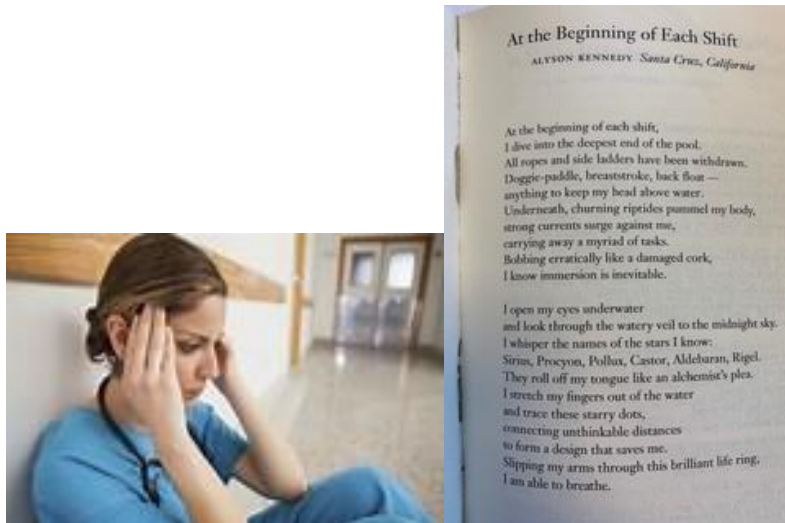 At the Beginning of Each Shift
ALYSON KENNEDY Santa Cruz, California
At the beginning of each shift,
I dive into the deepest end of the pool.
All ropes and side ladders have been withdrawn.
Doggie-paddle, breaststroke, back float —
anything to keep my head above water.
Underneath, churning riptides pummel my body,
strong currents surge against me,
carrying away a myriad of tasks.
Bobbing erratically like a damaged cork,
I know immersion is inevitable.
I open my eyes underwater
and look through the watery veil to the midnight sky.
I whisper the names of the stars I know:
Sirius, Procyon, Pollux, Castor, Aldebaran, Rigel.
They roll off my tongue like an alchemist's plea.
I stretch my fingers out of the water
and trace these starry dots,
connecting unthinkable distances
to form a design that saves me.
Slipping my arms through this brilliant life ring,
I am able to breathe.